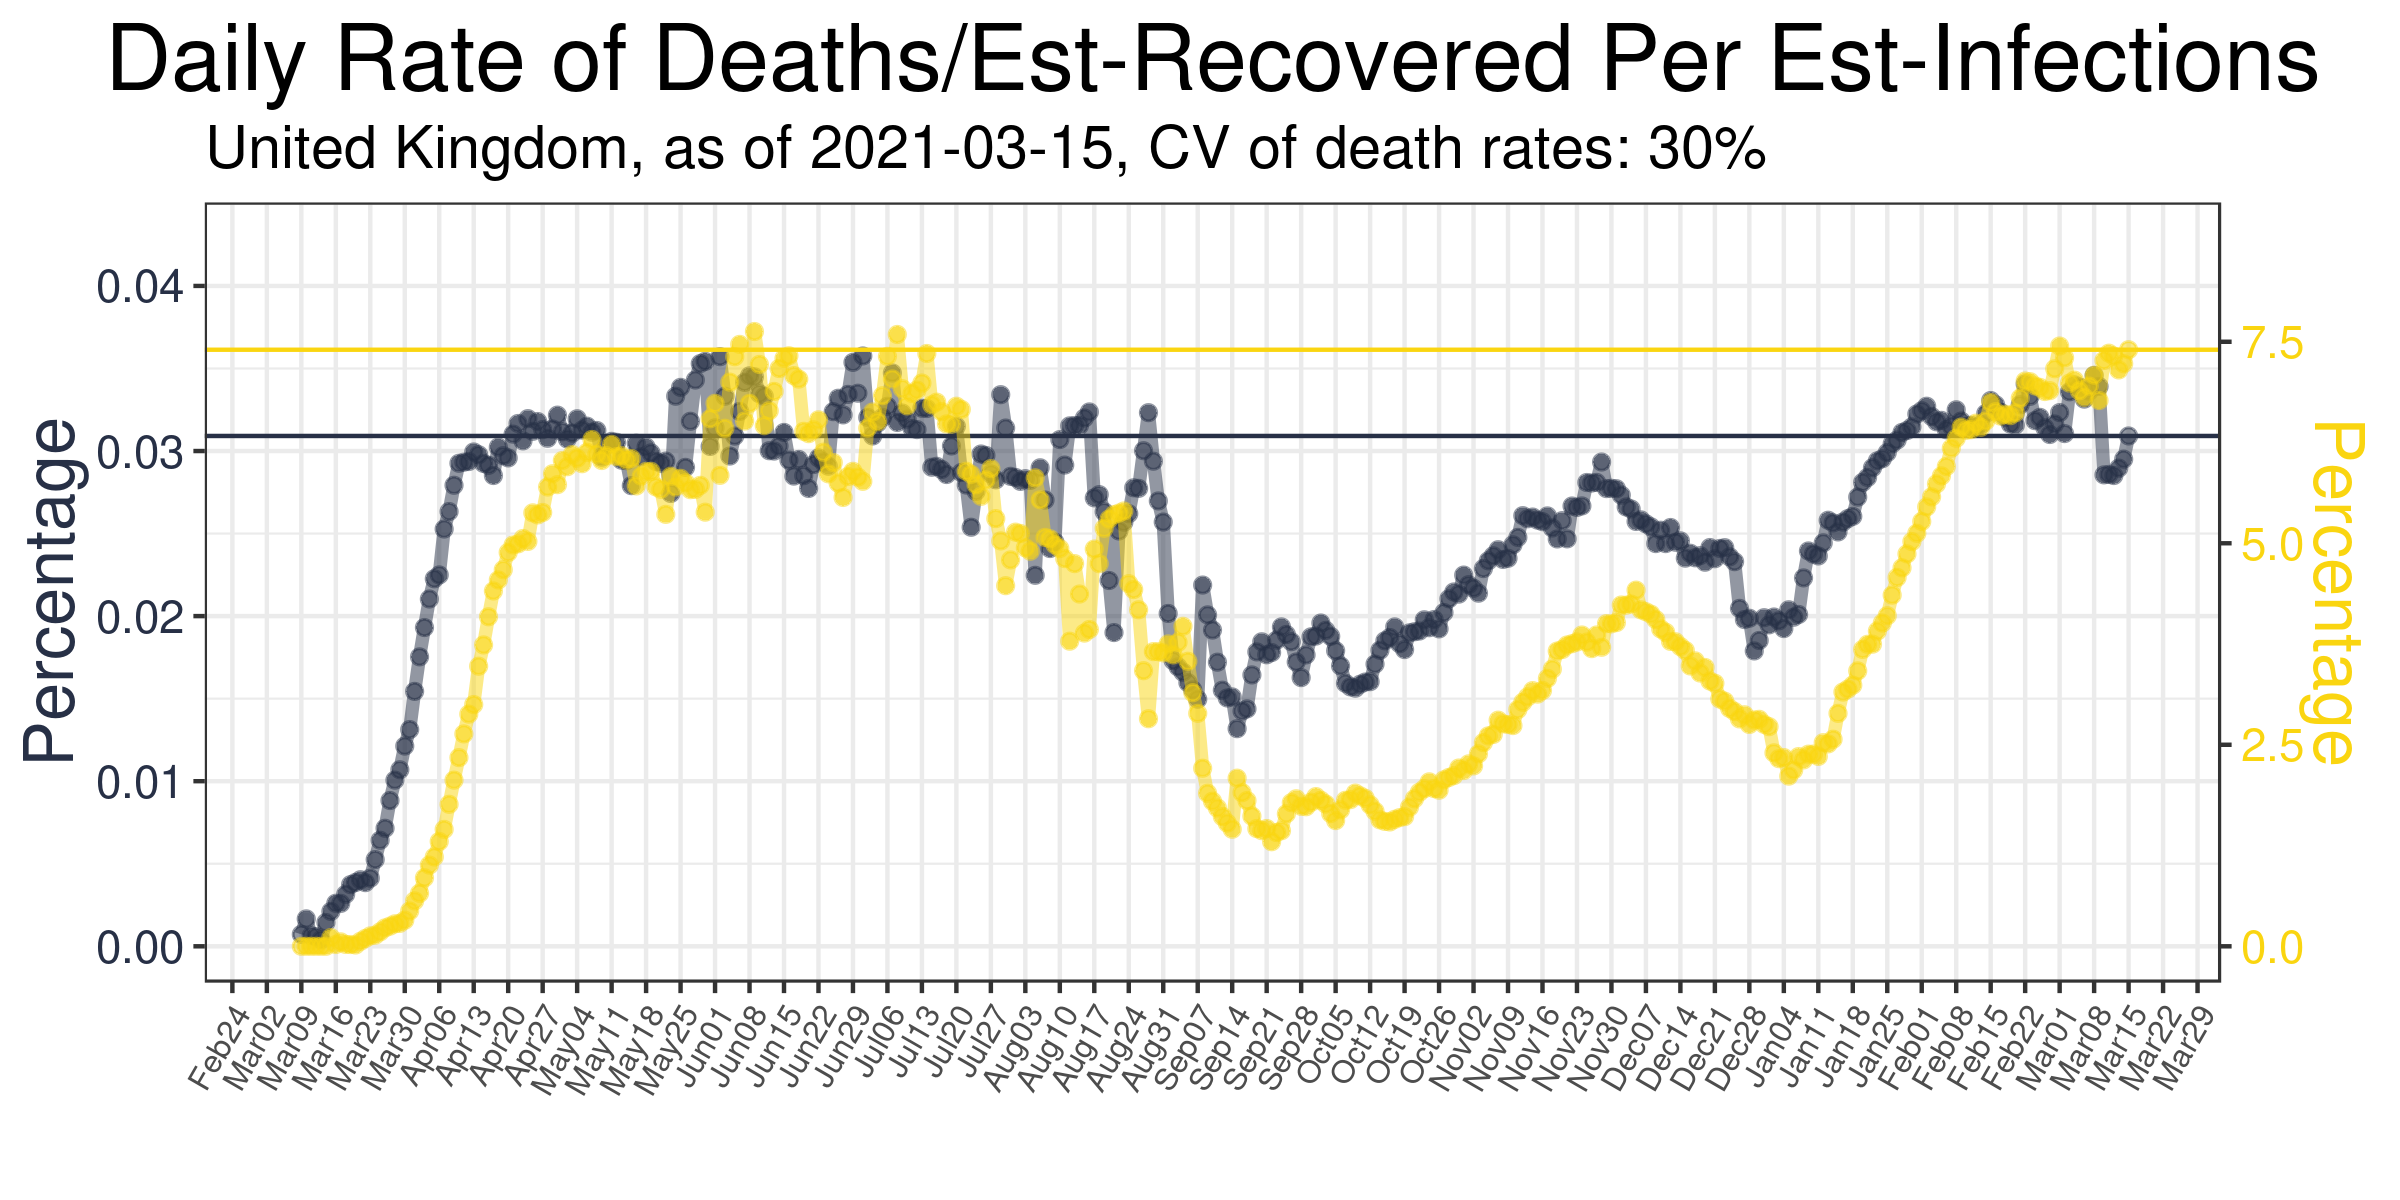 Daily Rate of Deaths/Est-Recovered Per Est-Infections
United Kingdom, as of 2021-03-15, CV of death rates: 30%
Percentage
0.04
0.03
0.02
0.01
0.00
7.5
5.0
2.5
0.0
Percentage
Feb24
Mar02
Mar09
Mar16
Mar23
Mar30
Apr06
Apr13
Apr20
Apr27
May04
May11
May18
May25
Jun01
Jun08
Jun15
Jun22
Jun29
Jul06
Jul13
Jul20
Jul27
Aug03
Aug10
Aug17
Aug24
Aug31
Sep07
Sep14
Sep21
Sep28
Oct05
Oct12
Oct19
Oct26
Nov02
Nov09
Nov16
Nov23
Nov30
Dec07
Dec14
Dec21
Dec28
Jan04
Jan11
Jan18
Jan25
Feb01
Feb08
Feb15
Feb22
Mar01
Mar08
Mar15
Mar22
Mar29